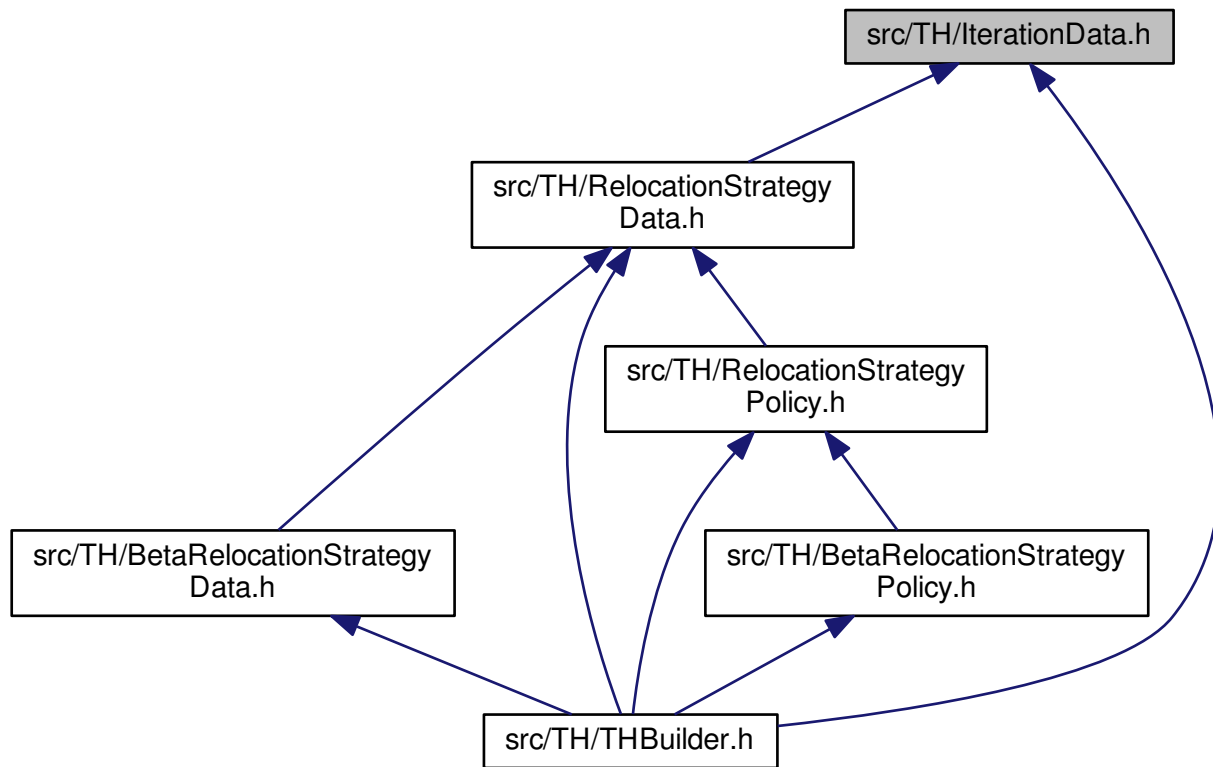 src/TH/IterationData.h
src/TH/RelocationStrategy
Data.h
src/TH/RelocationStrategy
Policy.h
src/TH/BetaRelocationStrategy
Data.h
src/TH/BetaRelocationStrategy
Policy.h
src/TH/THBuilder.h